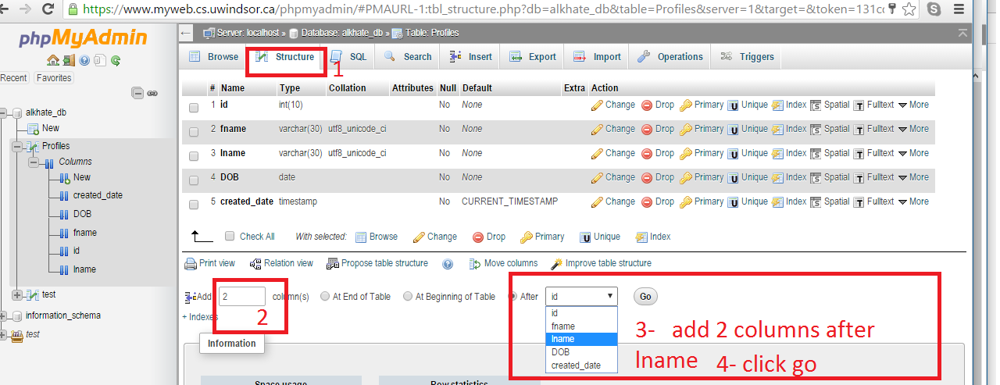 https://www.myweb.cs.uwindsor.ca/phpmyadmin/#PMAURL-1:tbl_structure.php?db=alkhate_db&table=Profiles&server=1&target=&token=131cc
phpMyAdmin
Recent Favorites
alkhate_db
New
Profiles
Columns
New
created_date
DOB
fname
id
lname
test
information_schema
test
Server: localhost » Database: alkhate_db » Table: Profiles
Browse Structure SQL Search Insert Export Import Operations Triggers
1
# Name Type Collation Attributes Null Default Extra Action
1 id int(10) No None Change Drop Primary Unique Index Spatial Fulltext More
2 fname varchar(30) utf8_unicode_ci No None Change Drop Primary Unique Index Spatial Fulltext More
3 lname varchar(30) utf8_unicode_ci No None Change Drop Primary Unique Index Spatial Fulltext More
4 DOB date No None Change Drop Primary Unique Index Spatial Fulltext More
5 created_date timestamp No CURRENT_TIMESTAMP Change Drop Primary Unique Index Spatial Fulltext More
Check All With selected: Browse Change Drop Primary Unique Index
Print view Relation view Propose table structure Move columns Improve table structure
Add 2 column(s) At End of Table At Beginning of Table After id Go
2
+ Indexes
id
fname
lname
DOB
created_date
3- add 2 columns after
lname 4- click go
Information
Space usage Row statistics